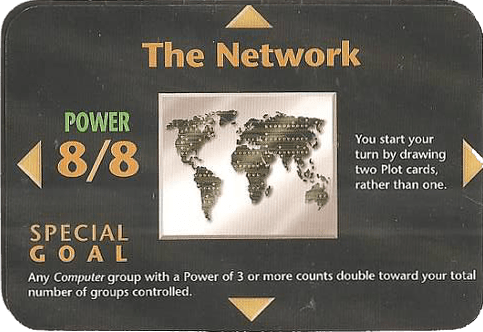 The Network
POWER
8/8
You start your
turn by drawing
two Plot cards,
rather than one.
SPECIAL
GOAL
Any Computer group with a Power of 3 or more counts double toward your total
number of groups controlled.